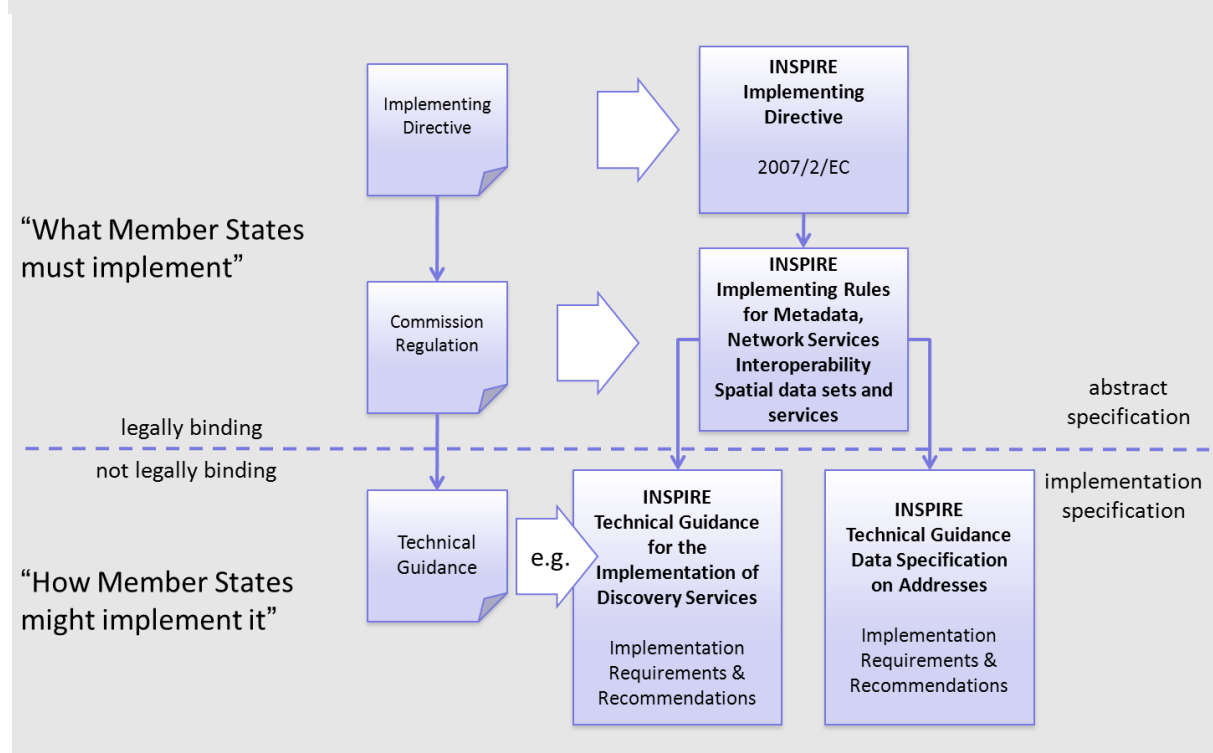 Implementing
Directive
INSPIRE
Implementing
Directive
2007/2/EC
“What Member States
must implement”
Commission
Regulation
INSPIRE
Implementing Rules
for Metadata,
Network Services
Interoperability
Spatial data sets and
services
abstract
specification
legally binding
not legally binding
implementation
specification
“How Member States
might implement it”
Technical
Guidance
e.g.
INSPIRE
Technical Guidance
for the
Implementation of
Discovery Services
Implementation
Requirements &
Recommendations
INSPIRE
Technical Guidance
Data Specification
on Addresses
Implementation
Requirements &
Recommendations